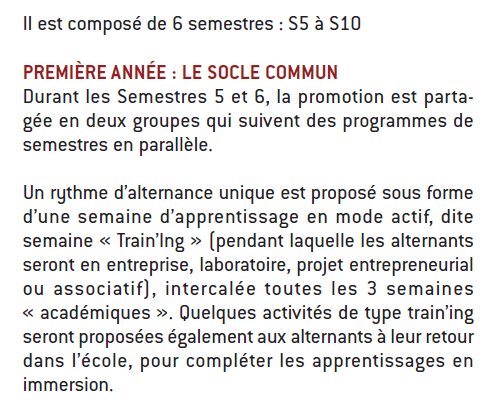 Il est composé de 6 semestres : S5 à S10
PREMIÈRE ANNÉE : LE SOCLE COMMUN
Durant les Semestres 5 et 6, la promotion est parta-
gée en deux groupes qui suivent des programmes de
semestres en parallèle.
Un rythme d'alternance unique est proposé sous forme
d'une semaine d'apprentissage en mode actif, dite
semaine « Train'Ing » (pendant laquelle les alternants
seront en entreprise, laboratoire, projet entrepreneurial
ou associatif), intercalée toutes les 3 semaines
« académiques ». Quelques activités de type train'ing
seront proposées également aux alternants à leur retour
dans l'école, pour compléter les apprentissages en
immersion.